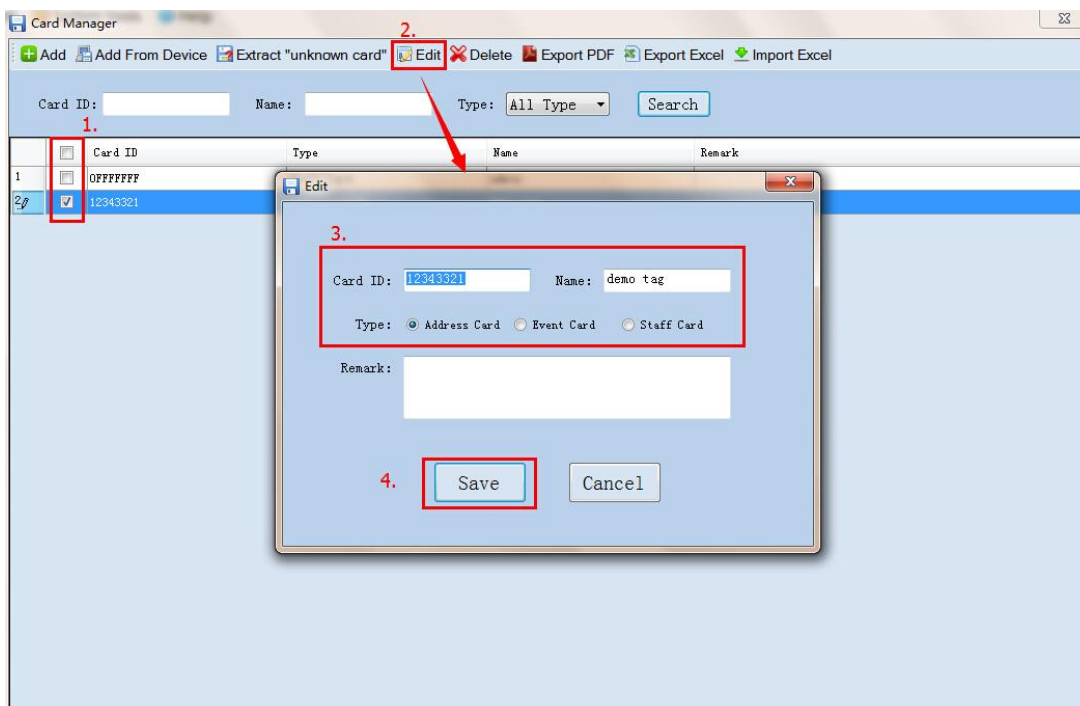 Card Manager
2.
Add Add From Device Extract "unknown card" Edit Delete Export PDF Export Excel Import Excel
Card ID: Name: Type: All Type Search
1.
Card ID Type Name Remark
1 0FFFFFFF
2 12343321
Edit
3.
Card ID: 12343321 Name: demo tag
Type: Address Card Event Card Staff Card
Remark:
4. Save Cancel